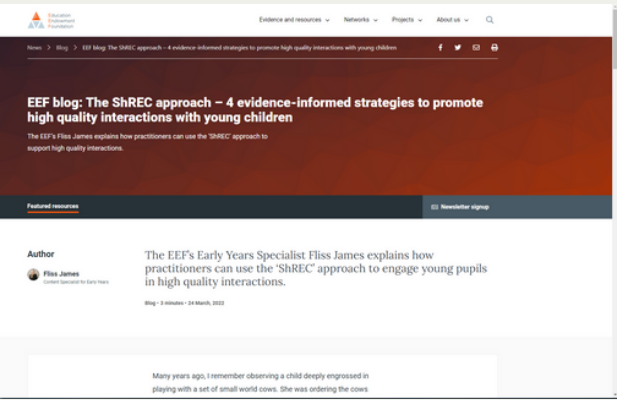 Education
Endowment
Foundation
Evidence and resources
Networks
Projects
About us
News > Blog > EEF blog: The ShREC approach – 4 evidence-informed strategies to promote high quality interactions with young children
EEF blog: The ShREC approach – 4 evidence-informed strategies to promote
high quality interactions with young children
The EEF's Fliss James explains how practitioners can use the 'ShREC' approach to
support high quality interactions.
Featured resources
Newsletter signup
Author
Fliss James
Content Specialist for Early Years
The EEF's Early Years Specialist Fliss James explains how
practitioners can use the 'ShREC' approach to engage young pupils
in high quality interactions.
Blog • 3 minutes • 24 March, 2022
Many years ago, I remember observing a child deeply engrossed in
playing with a set of small world cows. She was ordering the cows